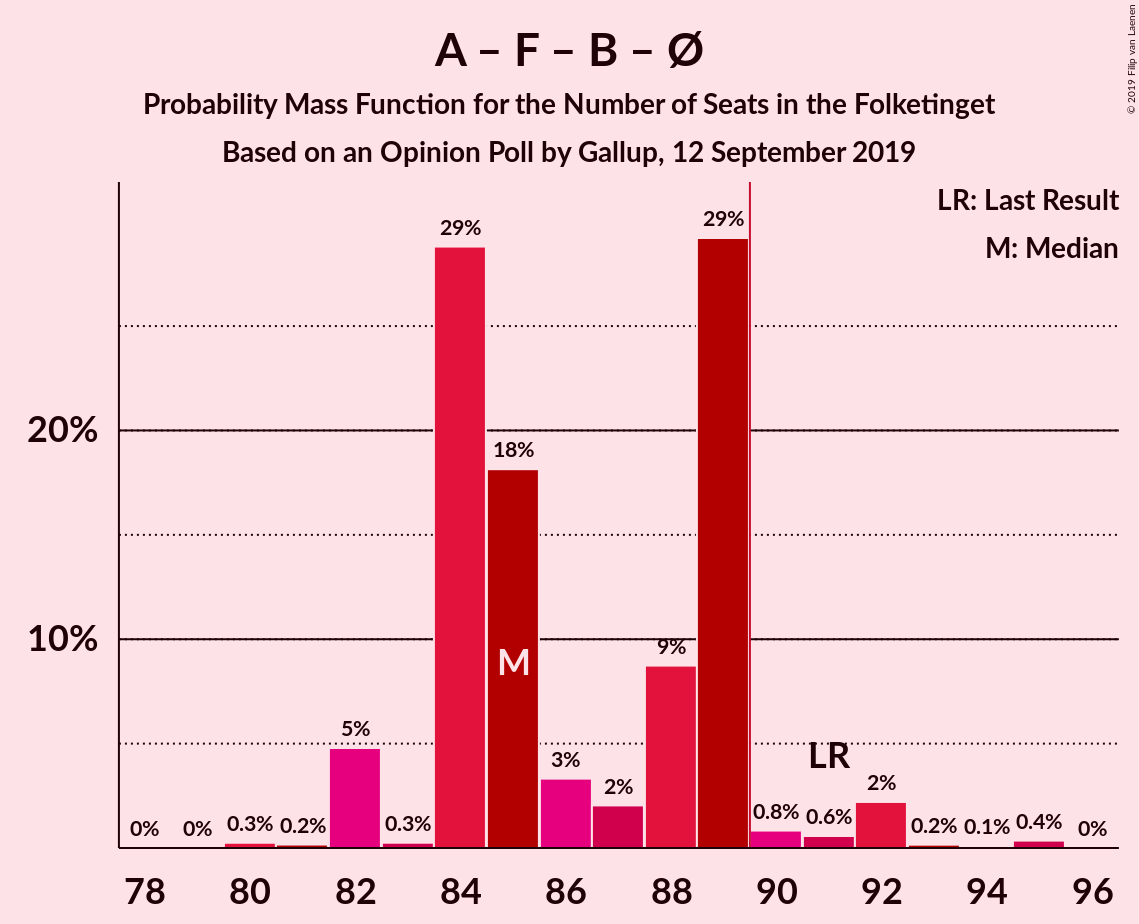 A – F – B – Ø
Probability Mass Function for the Number of Seats in the Folketinget
Based on an Opinion Poll by Gallup, 12 September 2019
© 2019 Filip van Laenen
LR: Last Result
M: Median
20%
10%
0%
0%
0.3%
0.2%
5%
0.3%
29%
18%
M
3%
2%
9%
29%
0.8%
LR
0.6%
2%
0.2%
0.1%
0.4%
0%
78 80 82 84 86 88 90 92 94 96